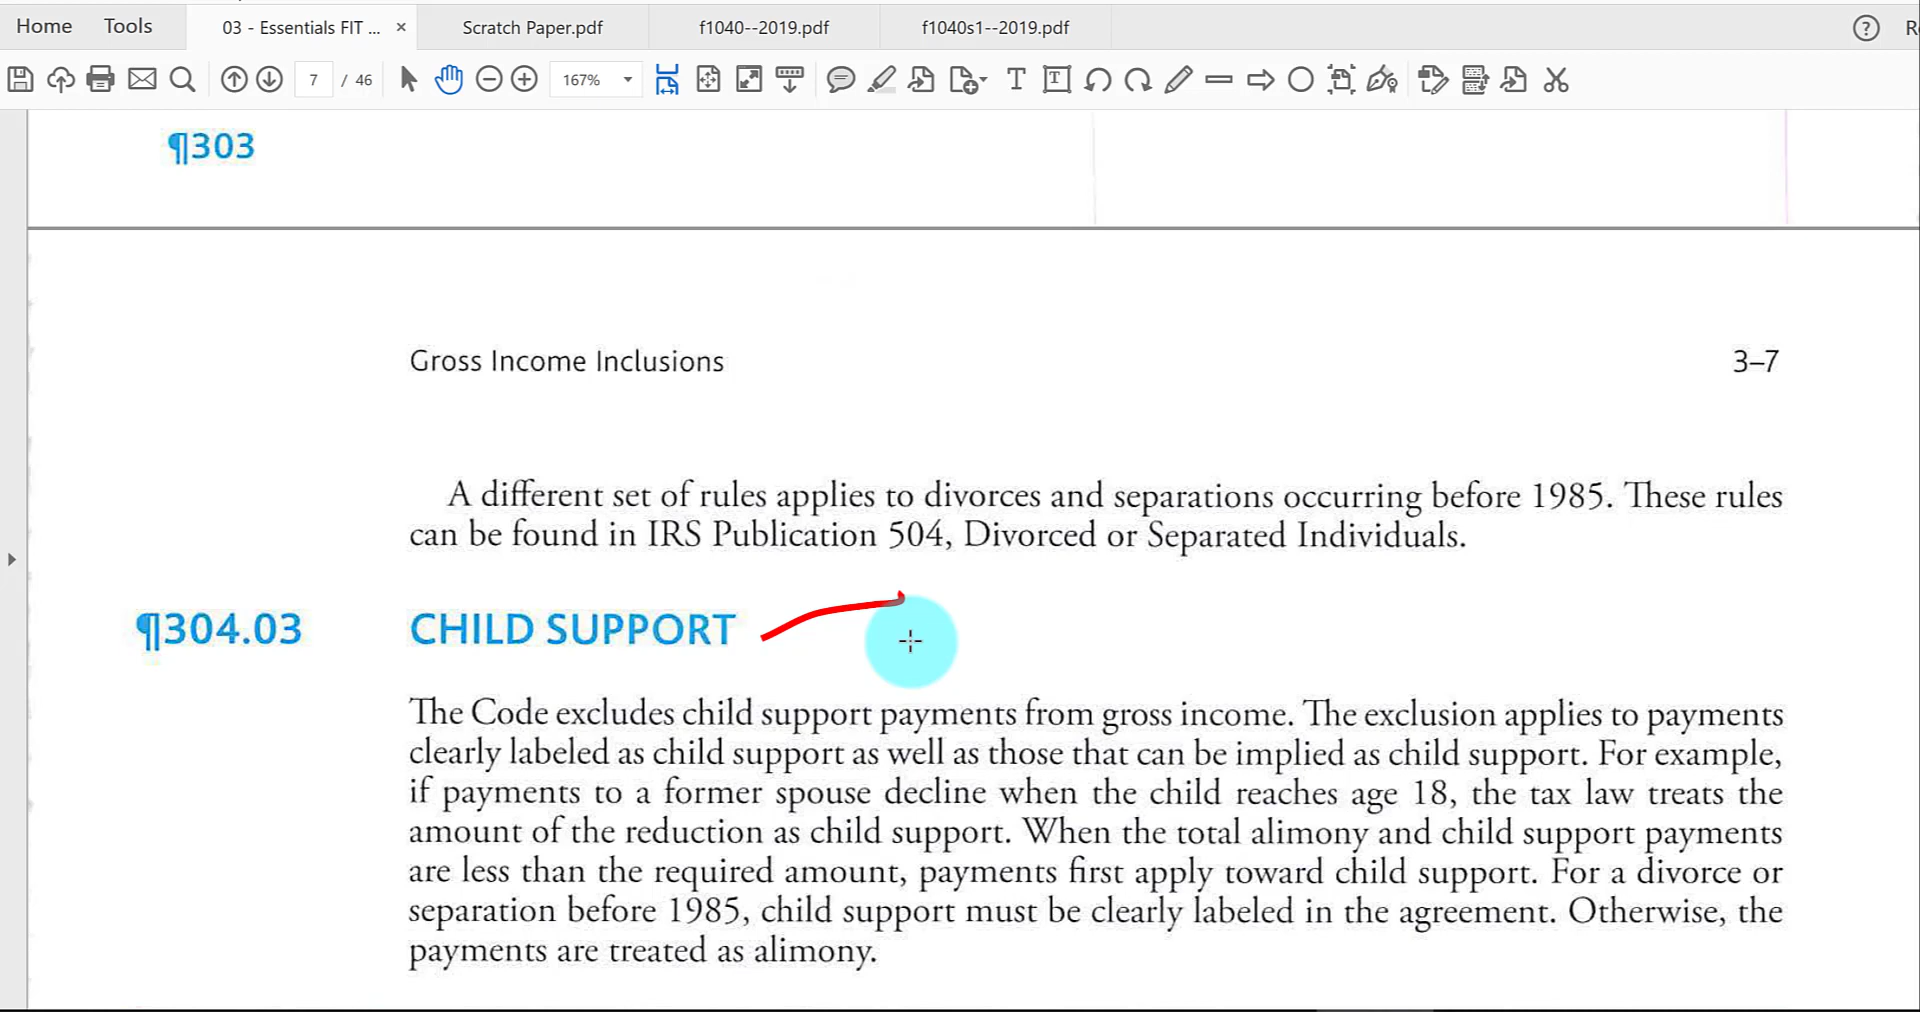 Home Tools 03 - Essentials FIT ... × Scratch Paper.pdf f1040--2019.pdf f1040s1--2019.pdf ?
7 / 46 167% T T
¶303
Gross Income Inclusions 3–7
A different set of rules applies to divorces and separations occurring before 1985. These rules
can be found in IRS Publication 504, Divorced or Separated Individuals.
¶304.03 CHILD SUPPORT
The Code excludes child support payments from gross income. The exclusion applies to payments
clearly labeled as child support as well as those that can be implied as child support. For example,
if payments to a former spouse decline when the child reaches age 18, the tax law treats the
amount of the reduction as child support. When the total alimony and child support payments
are less than the required amount, payments first apply toward child support. For a divorce or
separation before 1985, child support must be clearly labeled in the agreement. Otherwise, the
payments are treated as alimony.